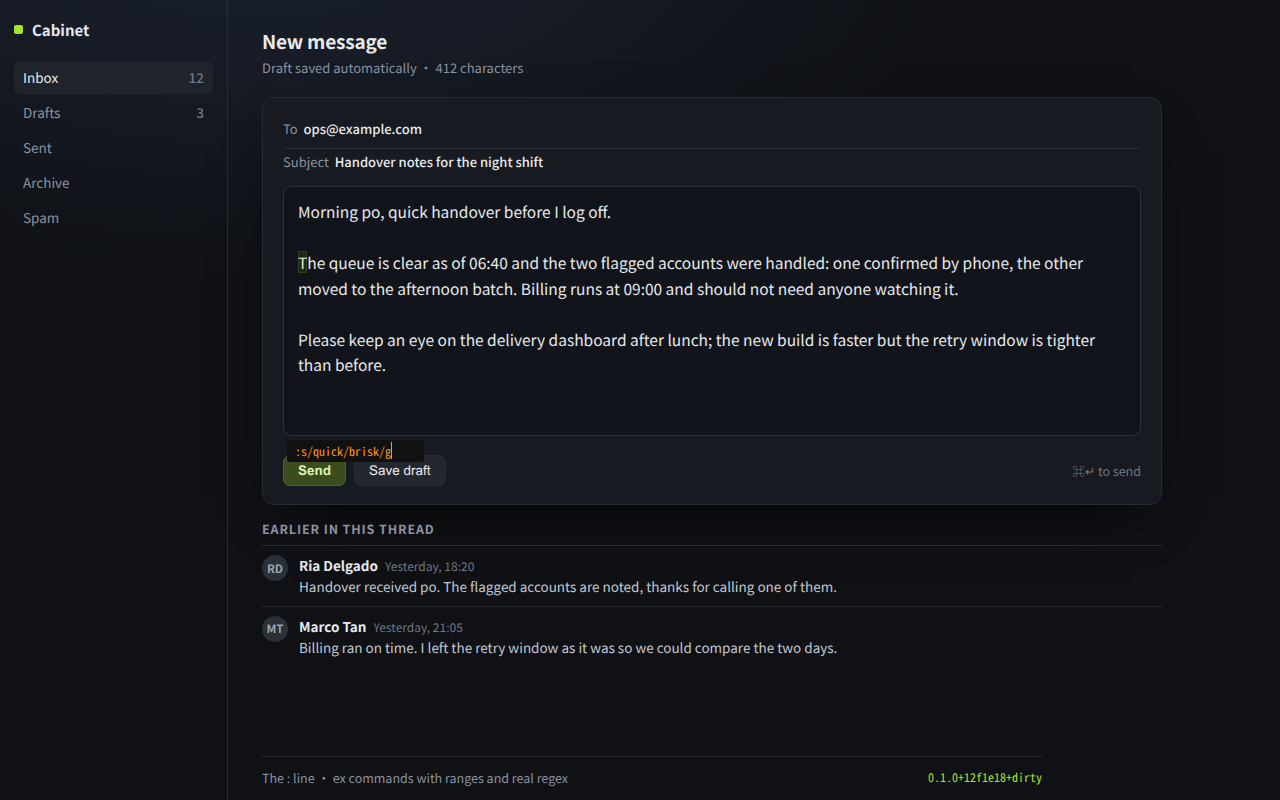 Cabinet
Inbox 12
Drafts 3
Sent
Archive
Spam
New message
Draft saved automatically • 412 characters
To ops@example.com
Subject Handover notes for the night shift
Morning po, quick handover before I log off.
The queue is clear as of 06:40 and the two flagged accounts were handled: one confirmed by phone, the other
moved to the afternoon batch. Billing runs at 09:00 and should not need anyone watching it.
Please keep an eye on the delivery dashboard after lunch; the new build is faster but the retry window is tighter
than before.
:s/quick/brisk/g
Send Save draft ⌘↵ to send
EARLIER IN THIS THREAD
RD Ria Delgado Yesterday, 18:20
Handover received po. The flagged accounts are noted, thanks for calling one of them.
MT Marco Tan Yesterday, 21:05
Billing ran on time. I left the retry window as it was so we could compare the two days.
The : line • ex commands with ranges and real regex 0.1.0+12f1e18+dirty